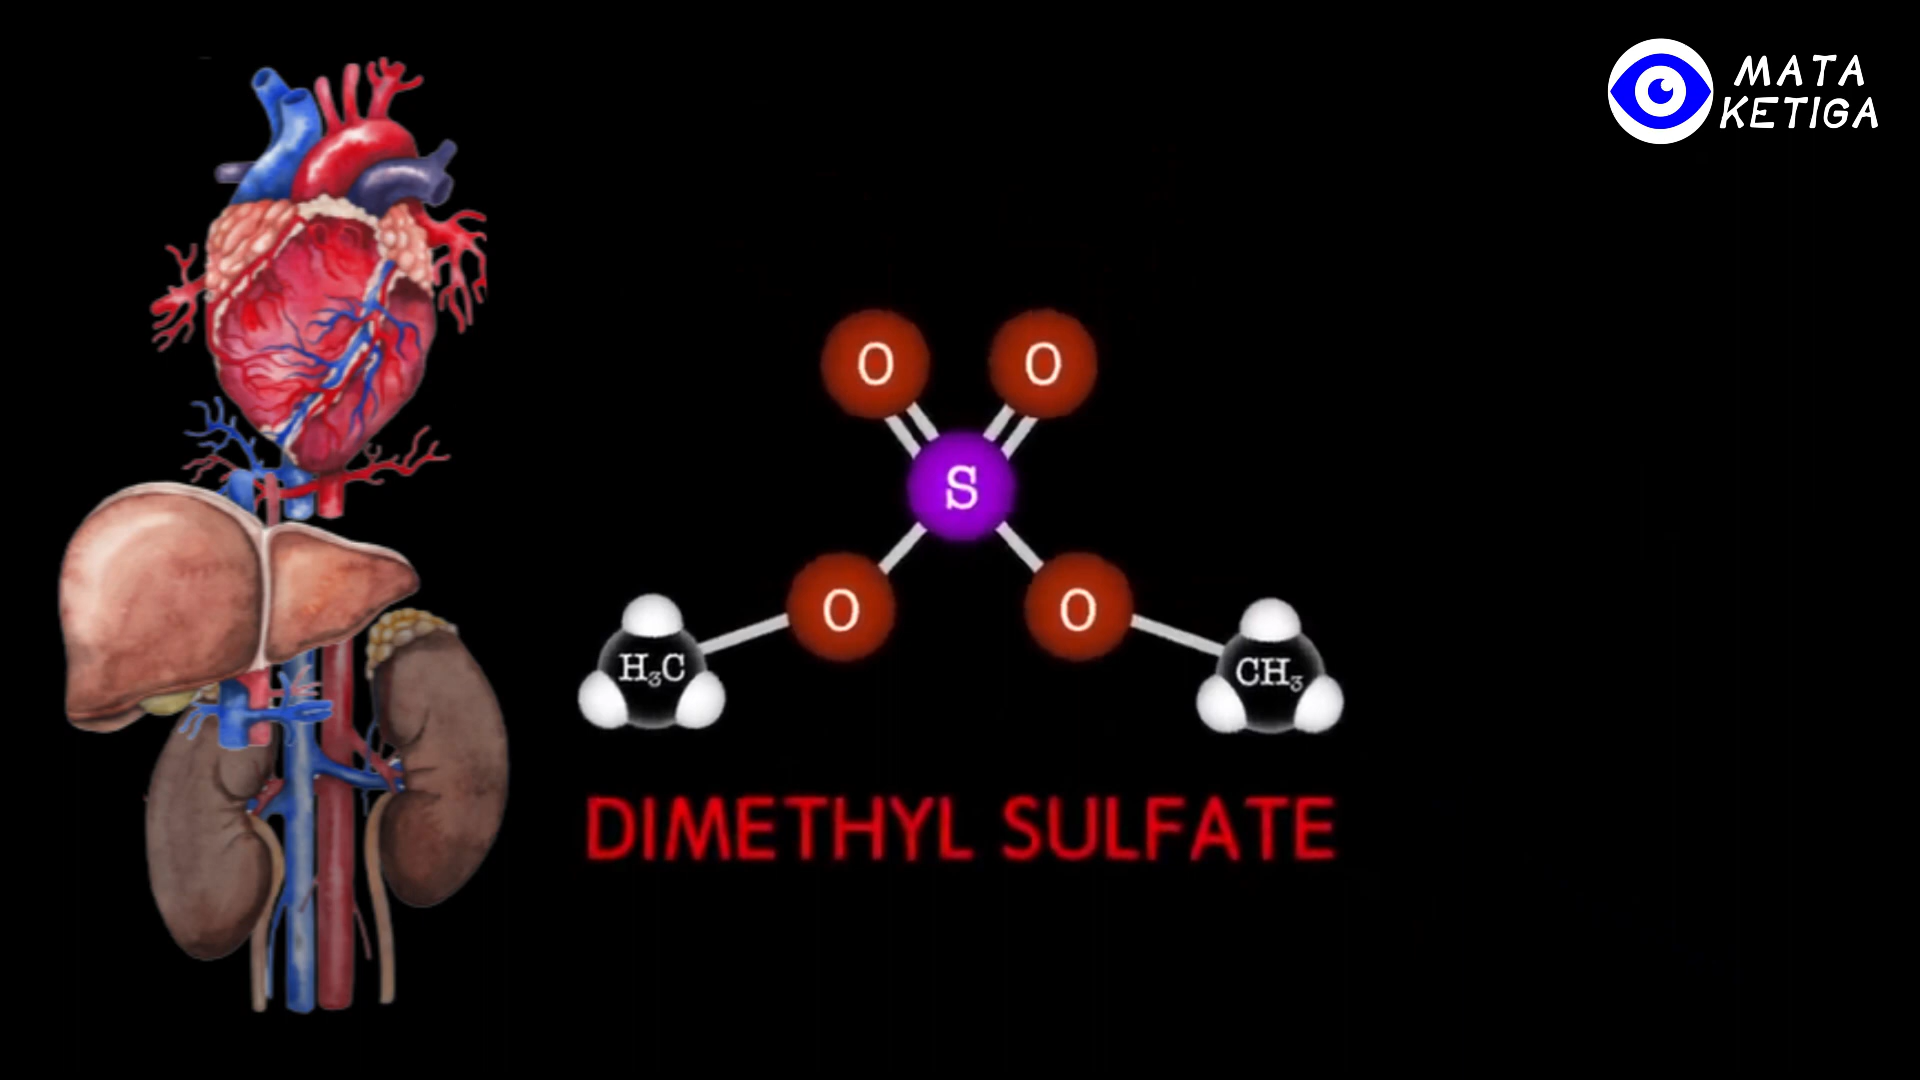 MATA
KETIGA
O
O
S
O
O
H₃C
CH₃
DIMETHYL SULFATE